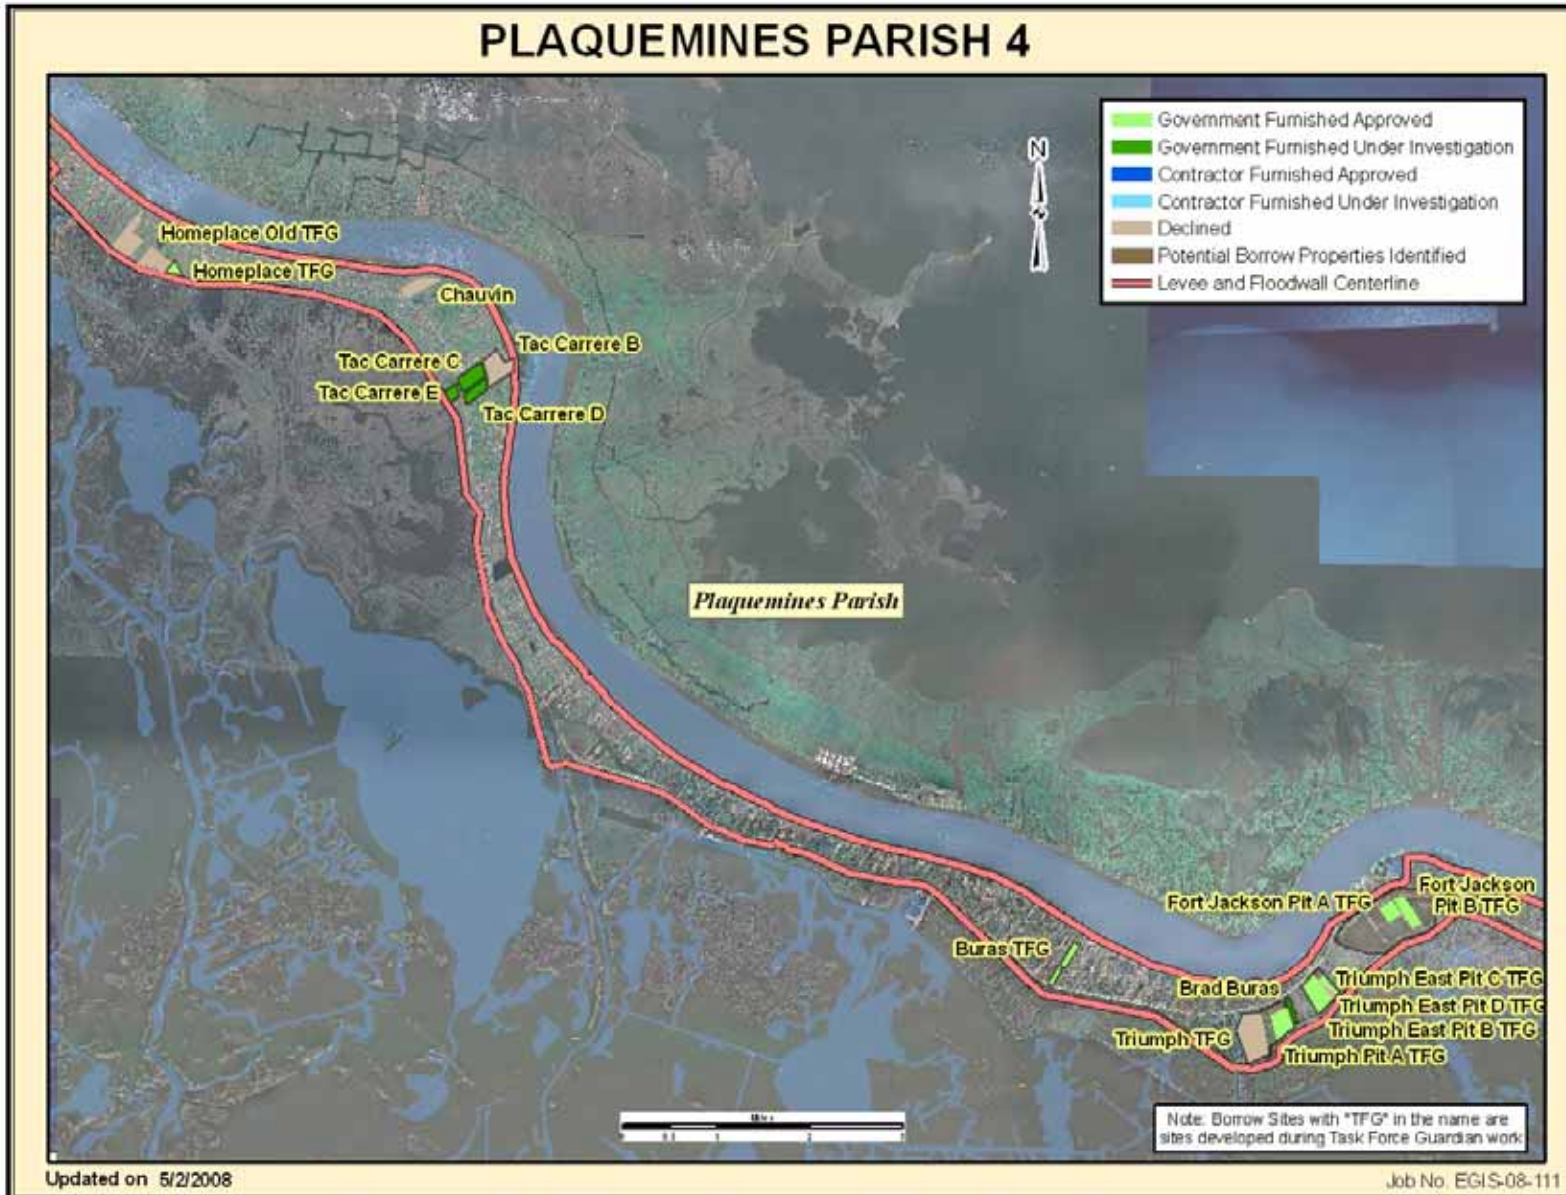 PLAQUEMINES PARISH 4
N
Government Furnished Approved
Government Furnished Under Investigation
Contractor Furnished Approved
Contractor Furnished Under Investigation
Declined
Potential Borrow Properties Identified
Levee and Floodwall Centerline
Homeplace Old TFG
Homeplace TFG
Chauvin
Tac Carrere B
Tac Carrere C
Tac Carrere E
Tac Carrere D
Plaquemines Parish
Fort Jackson Pit A TFG
Fort Jackson
Pit B TFG
Buras TFG
Brad Buras
Triumph East Pit C TFG
Triumph East Pit D TFG
Triumph East Pit B TFG
Triumph TFG
Triumph Pit A TFG
Miles
Note: Borrow Sites with "TFG" in the name are
sites developed during Task Force Guardian work
Updated on 5/2/2008
Job No. EGIS-08-111